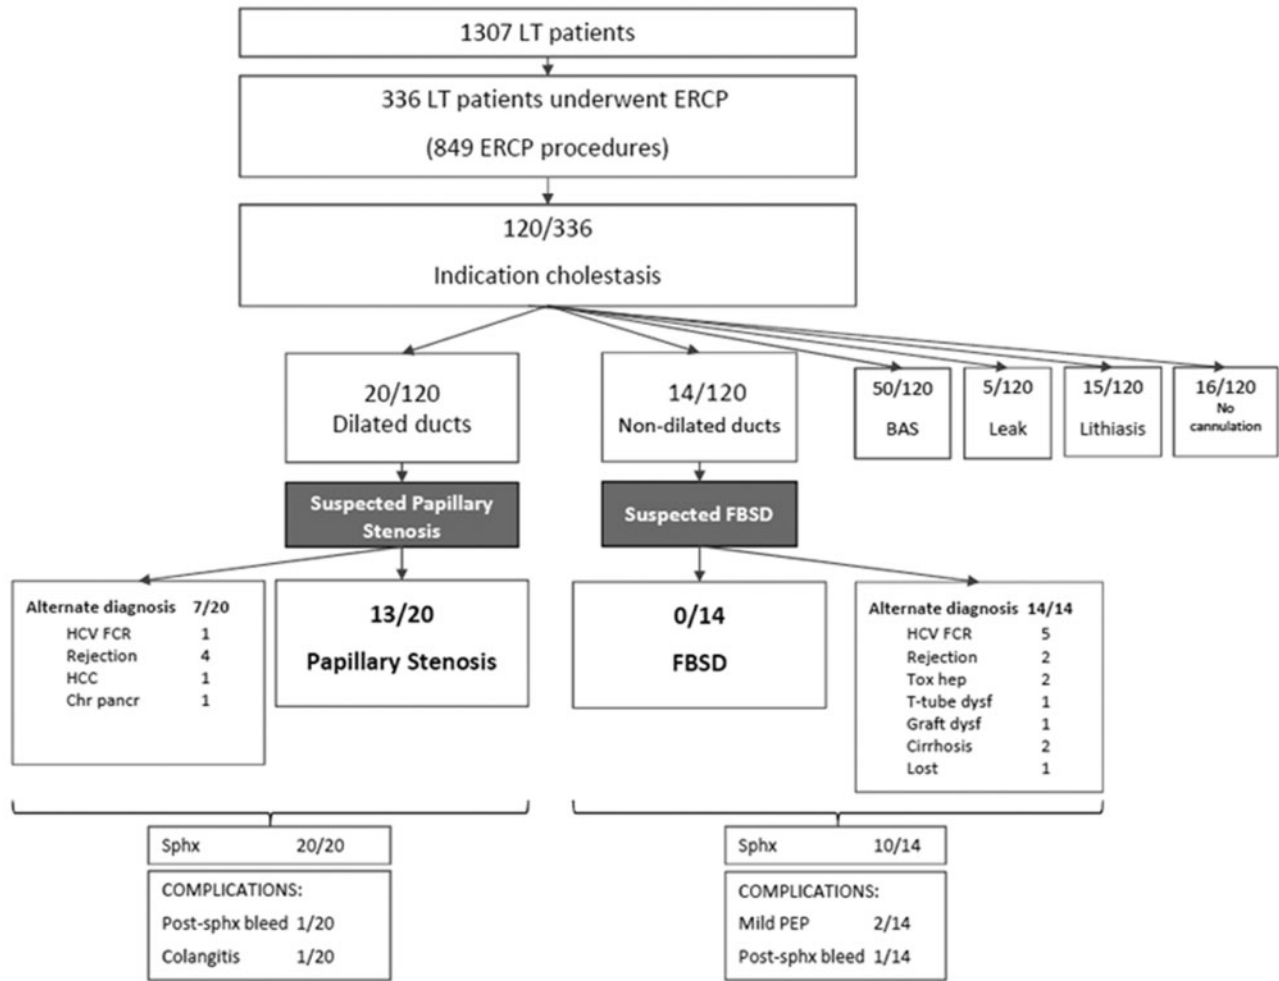 1307 LT patients
336 LT patients underwent ERCP
(849 ERCP procedures)
120/336
Indication cholestasis
20/120
Dilated ducts
14/120
Non-dilated ducts
50/120
BAS
5/120
Leak
15/120
Lithiasis
16/120
No
cannulation
Suspected Papillary
Stenosis
Suspected FBSD
Alternate diagnosis 7/20
HCV FCR 1
Rejection 4
HCC 1
Chr pancr 1
13/20
Papillary Stenosis
0/14
FBSD
Alternate diagnosis 14/14
HCV FCR 5
Rejection 2
Tox hep 2
T-tube dysf 1
Graft dysf 1
Cirrhosis 2
Lost 1
Sphx 20/20
COMPLICATIONS:
Post-sphx bleed 1/20
Colangitis 1/20
Sphx 10/14
COMPLICATIONS:
Mild PEP 2/14
Post-sphx bleed 1/14